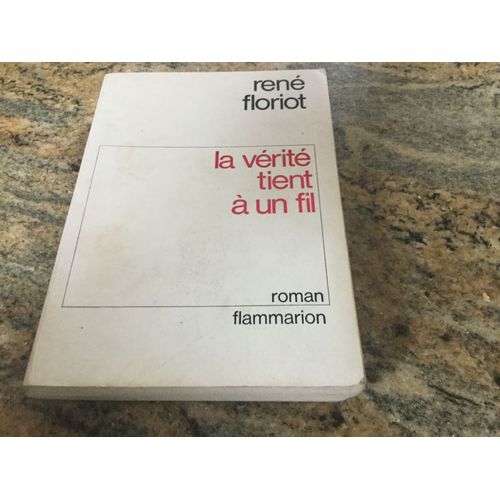 rené
floriot
la vérité
tient
à un fil
roman
flammarion